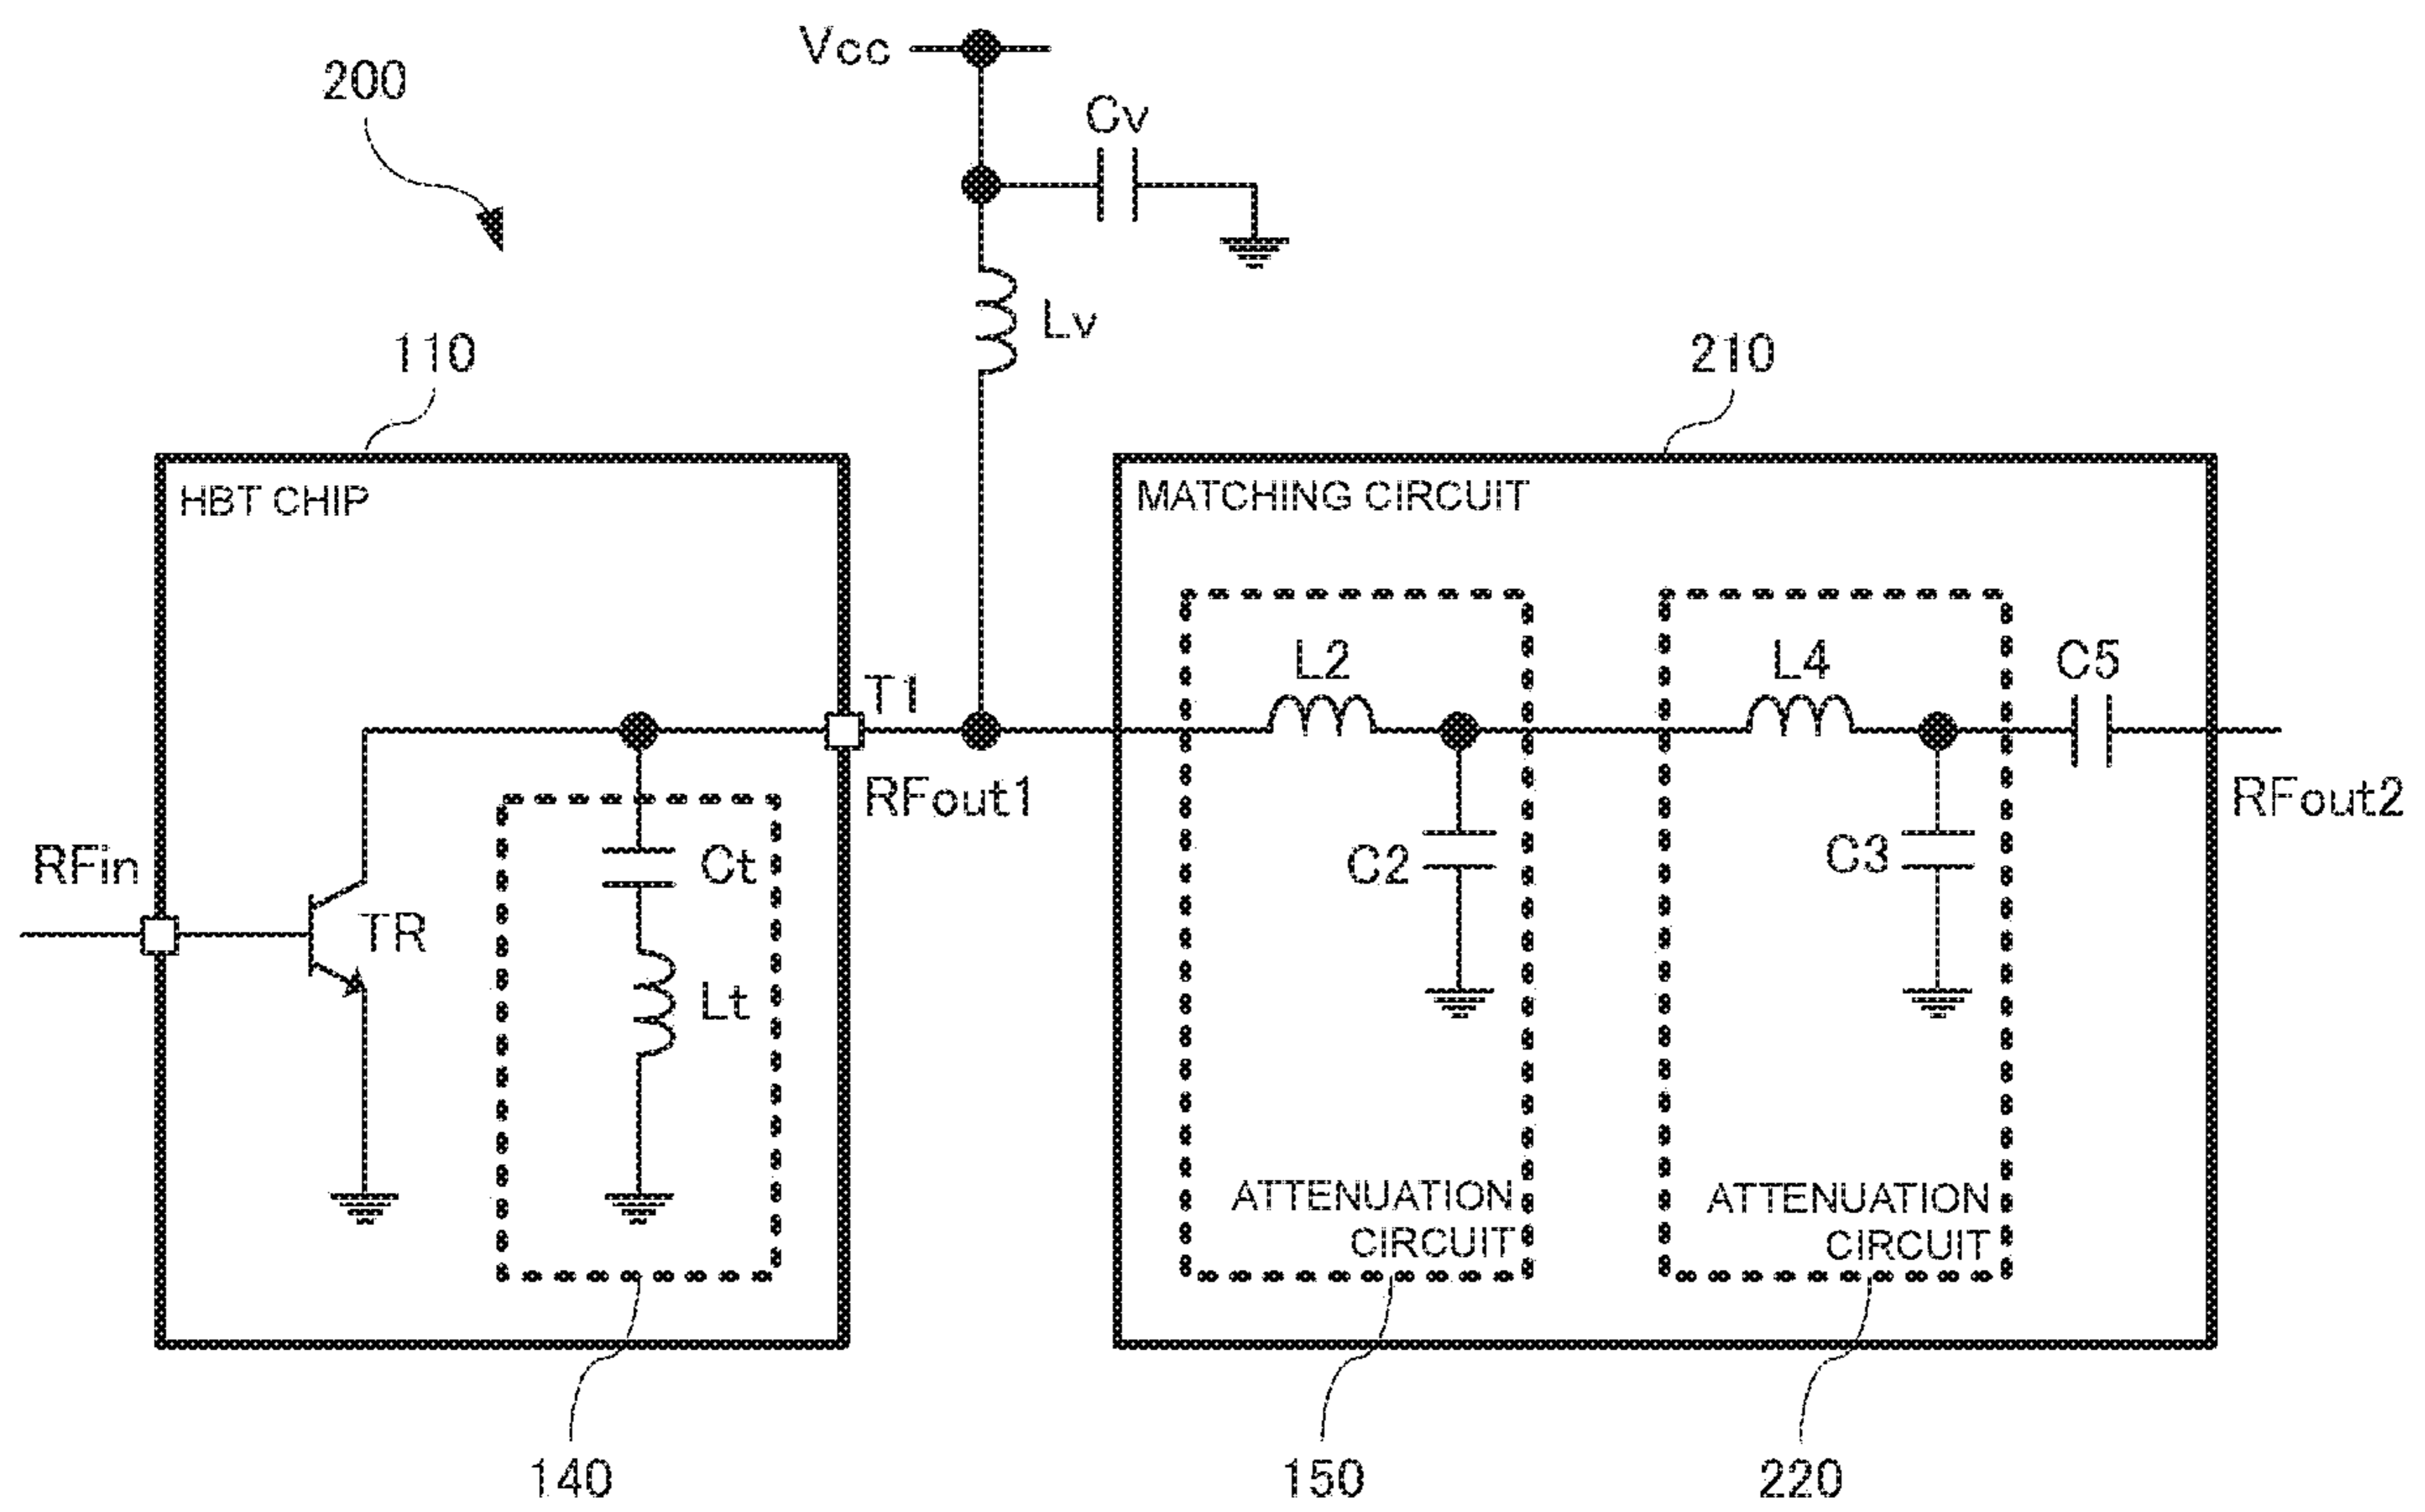 Vcc
200
Cv
Lv
110
210
HBT CHIP
MATCHING CIRCUIT
L2
L4
C5
T1
RFout1
RFout2
RFin
Ct
C2
C3
TR
Lt
ATTENUATION
CIRCUIT
ATTENUATION
CIRCUIT
140
150
220